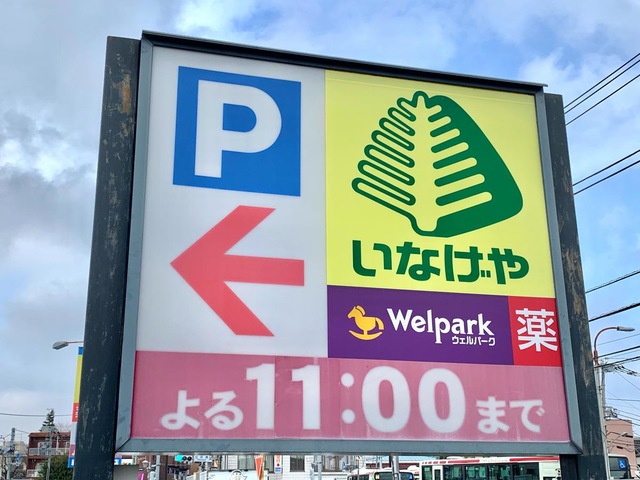 P
いなげや
Welpark
ウェルパーク
薬
よる11:00まで